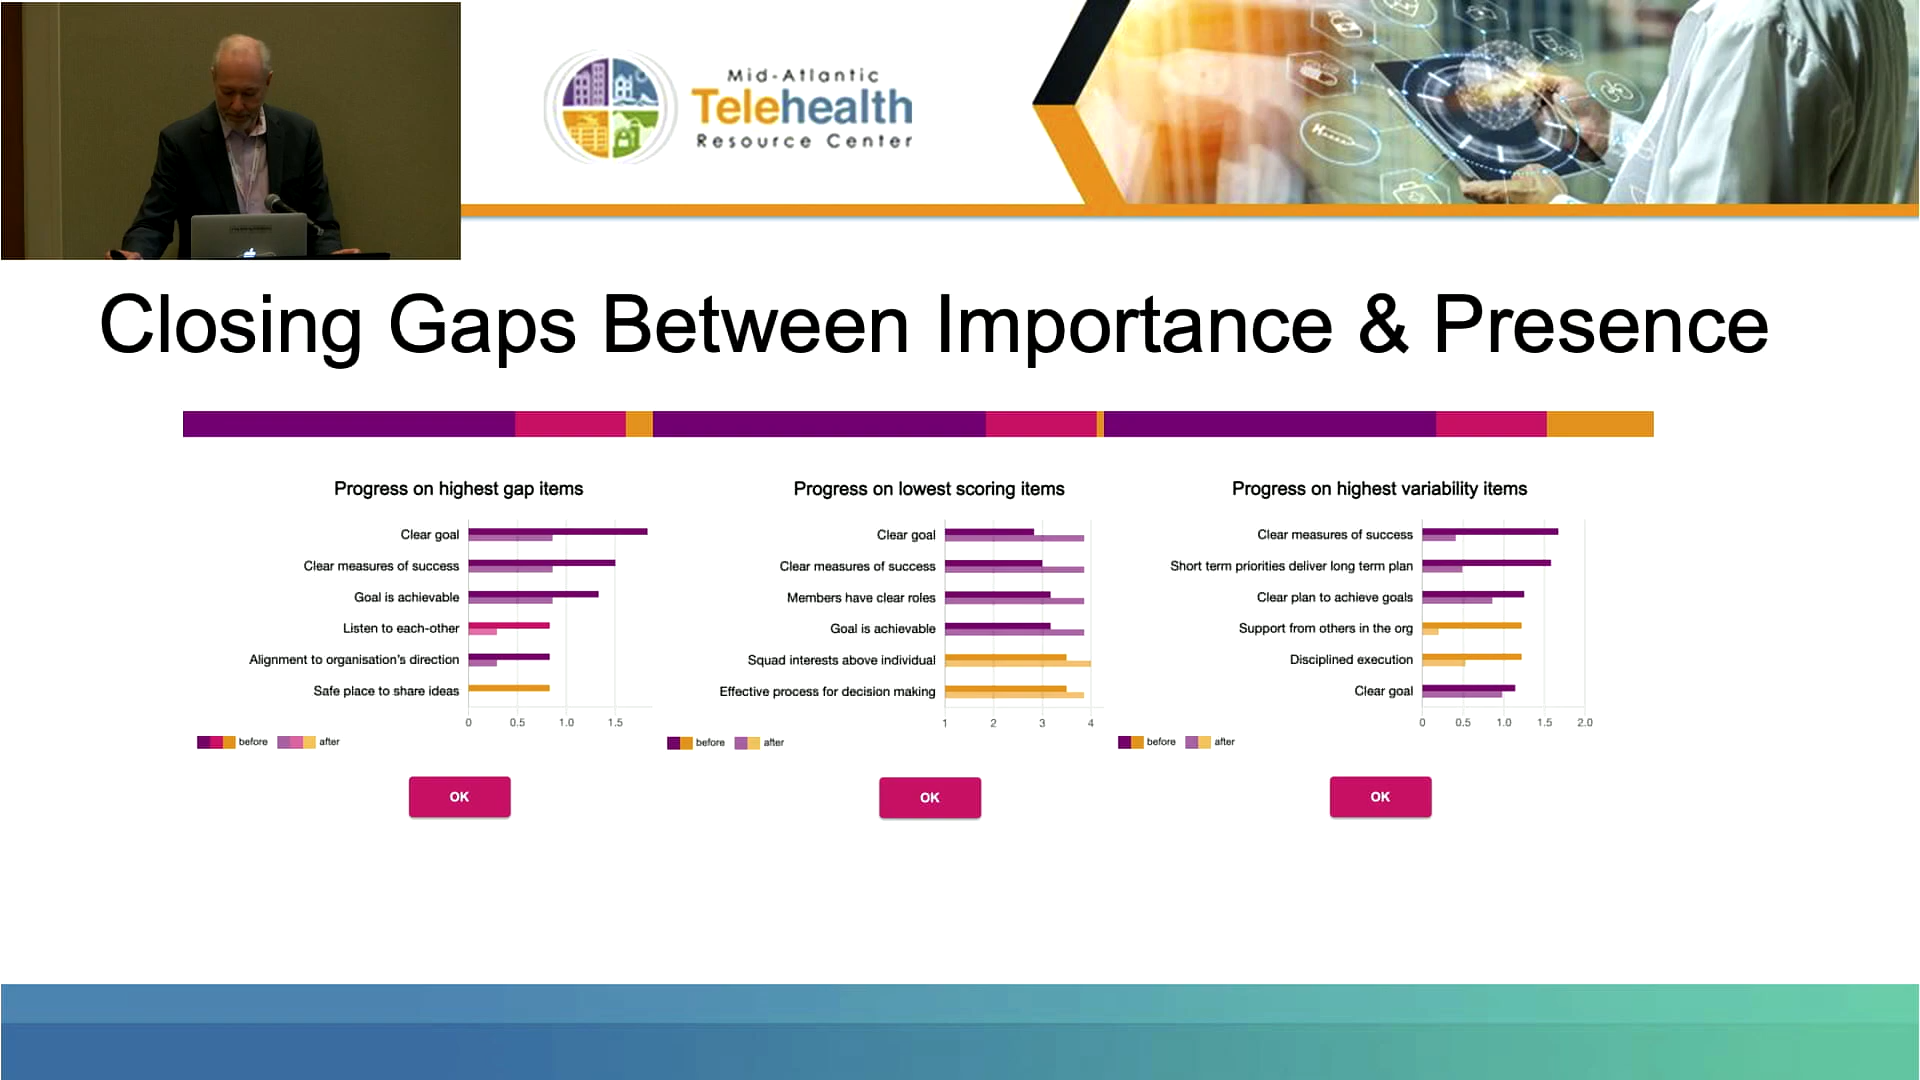 Mid-Atlantic
Telehealth
Resource Center
Closing Gaps Between Importance & Presence
Progress on highest gap items
Clear goal
Clear measures of success
Goal is achievable
Listen to each-other
Alignment to organisation's direction
Safe place to share ideas
0 0.5 1.0 1.5
before after
OK
Progress on lowest scoring items
Clear goal
Clear measures of success
Members have clear roles
Goal is achievable
Squad interests above individual
Effective process for decision making
1 2 3 4
before after
OK
Progress on highest variability items
Clear measures of success
Short term priorities deliver long term plan
Clear plan to achieve goals
Support from others in the org
Disciplined execution
Clear goal
0 0.5 1.0 1.5 2.0
before after
OK